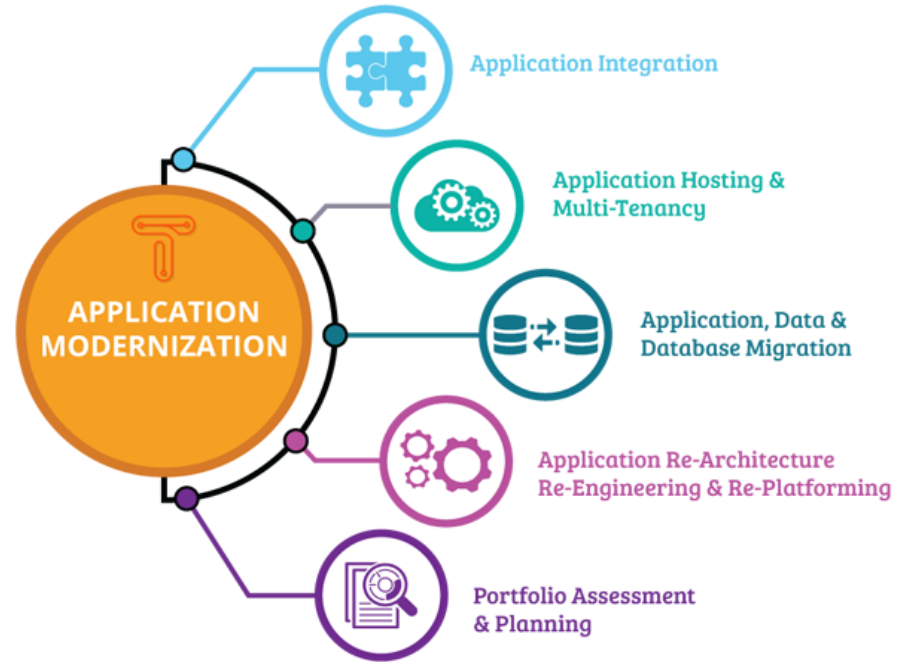 Application Integration
Application Hosting &
Multi-Tenancy
APPLICATION
MODERNIZATION
Application, Data &
Database Migration
Application Re-Architecture
Re-Engineering & Re-Platforming
Portfolio Assessment
& Planning